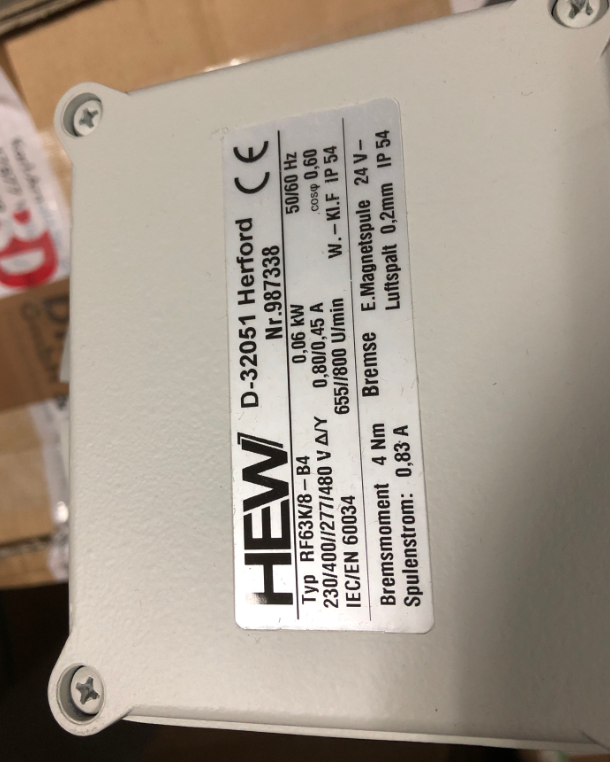 HEW D-32051 Herford CE
Nr.987338
Typ RF63K/8-B4 0,06 kW 50/60 Hz
230/400//277/480 V Δ/Y 0,80/0,45 A cosφ 0,60
IEC/EN 60034 655//800 U/min W.-Kl.F IP 54
Bremsmoment 4 Nm Bremse E.Magnetspule 24 V-
Spulenstrom: 0,83 A Luftspalt 0,2mm IP 54